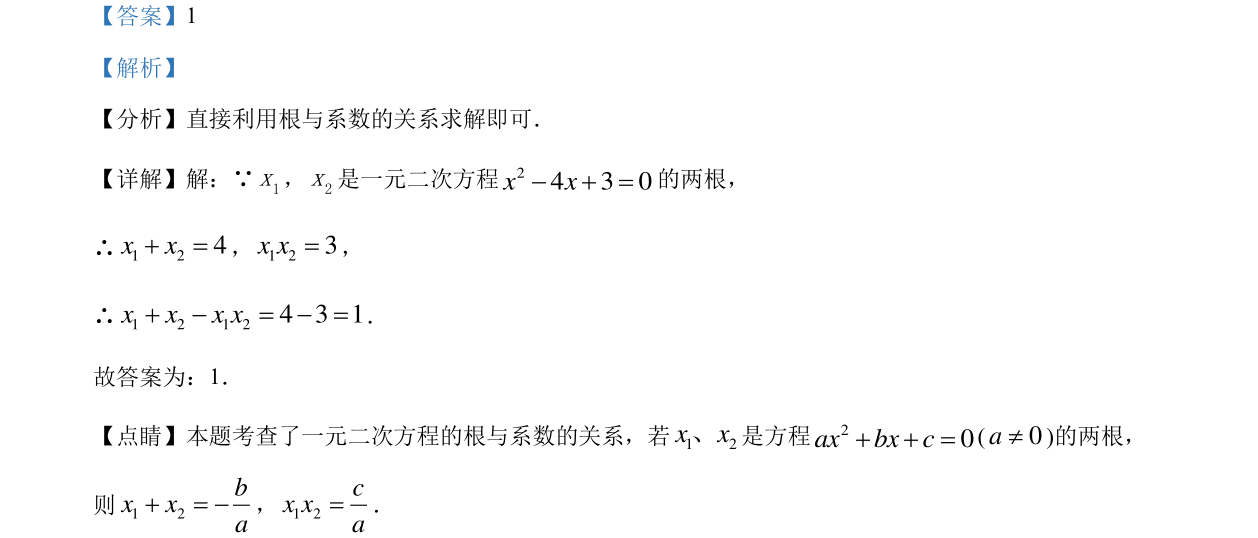 【答案】1
【解析】
【分析】直接利用根与系数的关系求解即可.
【详解】解：∵ x₁， x₂ 是一元二次方程 x² − 4x + 3 = 0 的两根，
∴ x₁ + x₂ = 4， x₁x₂ = 3，
∴ x₁ + x₂ − x₁x₂ = 4 − 3 = 1.
故答案为：1.
【点睛】本题考查了一元二次方程的根与系数的关系，若 x₁、x₂ 是方程 ax² + bx + c = 0 ( a ≠ 0 )的两根，
则 x₁ + x₂ = −b/a， x₁x₂ = c/a.